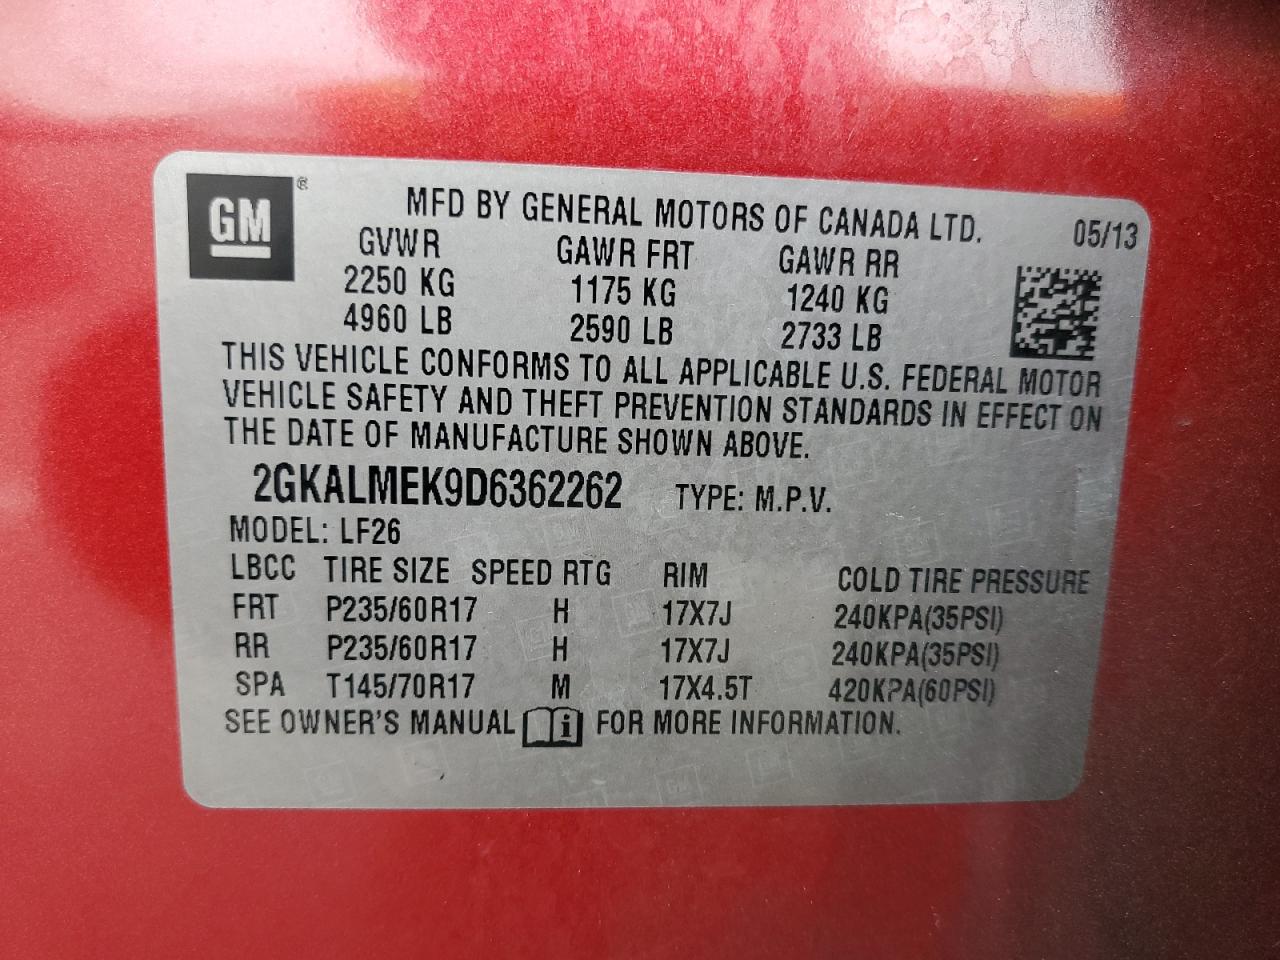 GM®
MFD BY GENERAL MOTORS OF CANADA LTD. 05/13
GVWR GAWR FRT GAWR RR
2250 KG 1175 KG 1240 KG
4960 LB 2590 LB 2733 LB
THIS VEHICLE CONFORMS TO ALL APPLICABLE U.S. FEDERAL MOTOR
VEHICLE SAFETY AND THEFT PREVENTION STANDARDS IN EFFECT ON
THE DATE OF MANUFACTURE SHOWN ABOVE.
2GKALMEK9D6362262 TYPE: M.P.V.
MODEL: LF26
LBCC TIRE SIZE SPEED RTG RIM COLD TIRE PRESSURE
FRT P235/60R17 H 17X7J 240KPA(35PSI)
RR P235/60R17 H 17X7J 240KPA(35PSI)
SPA T145/70R17 M 17X4.5T 420KPA(60PSI)
SEE OWNER'S MANUAL i FOR MORE INFORMATION.